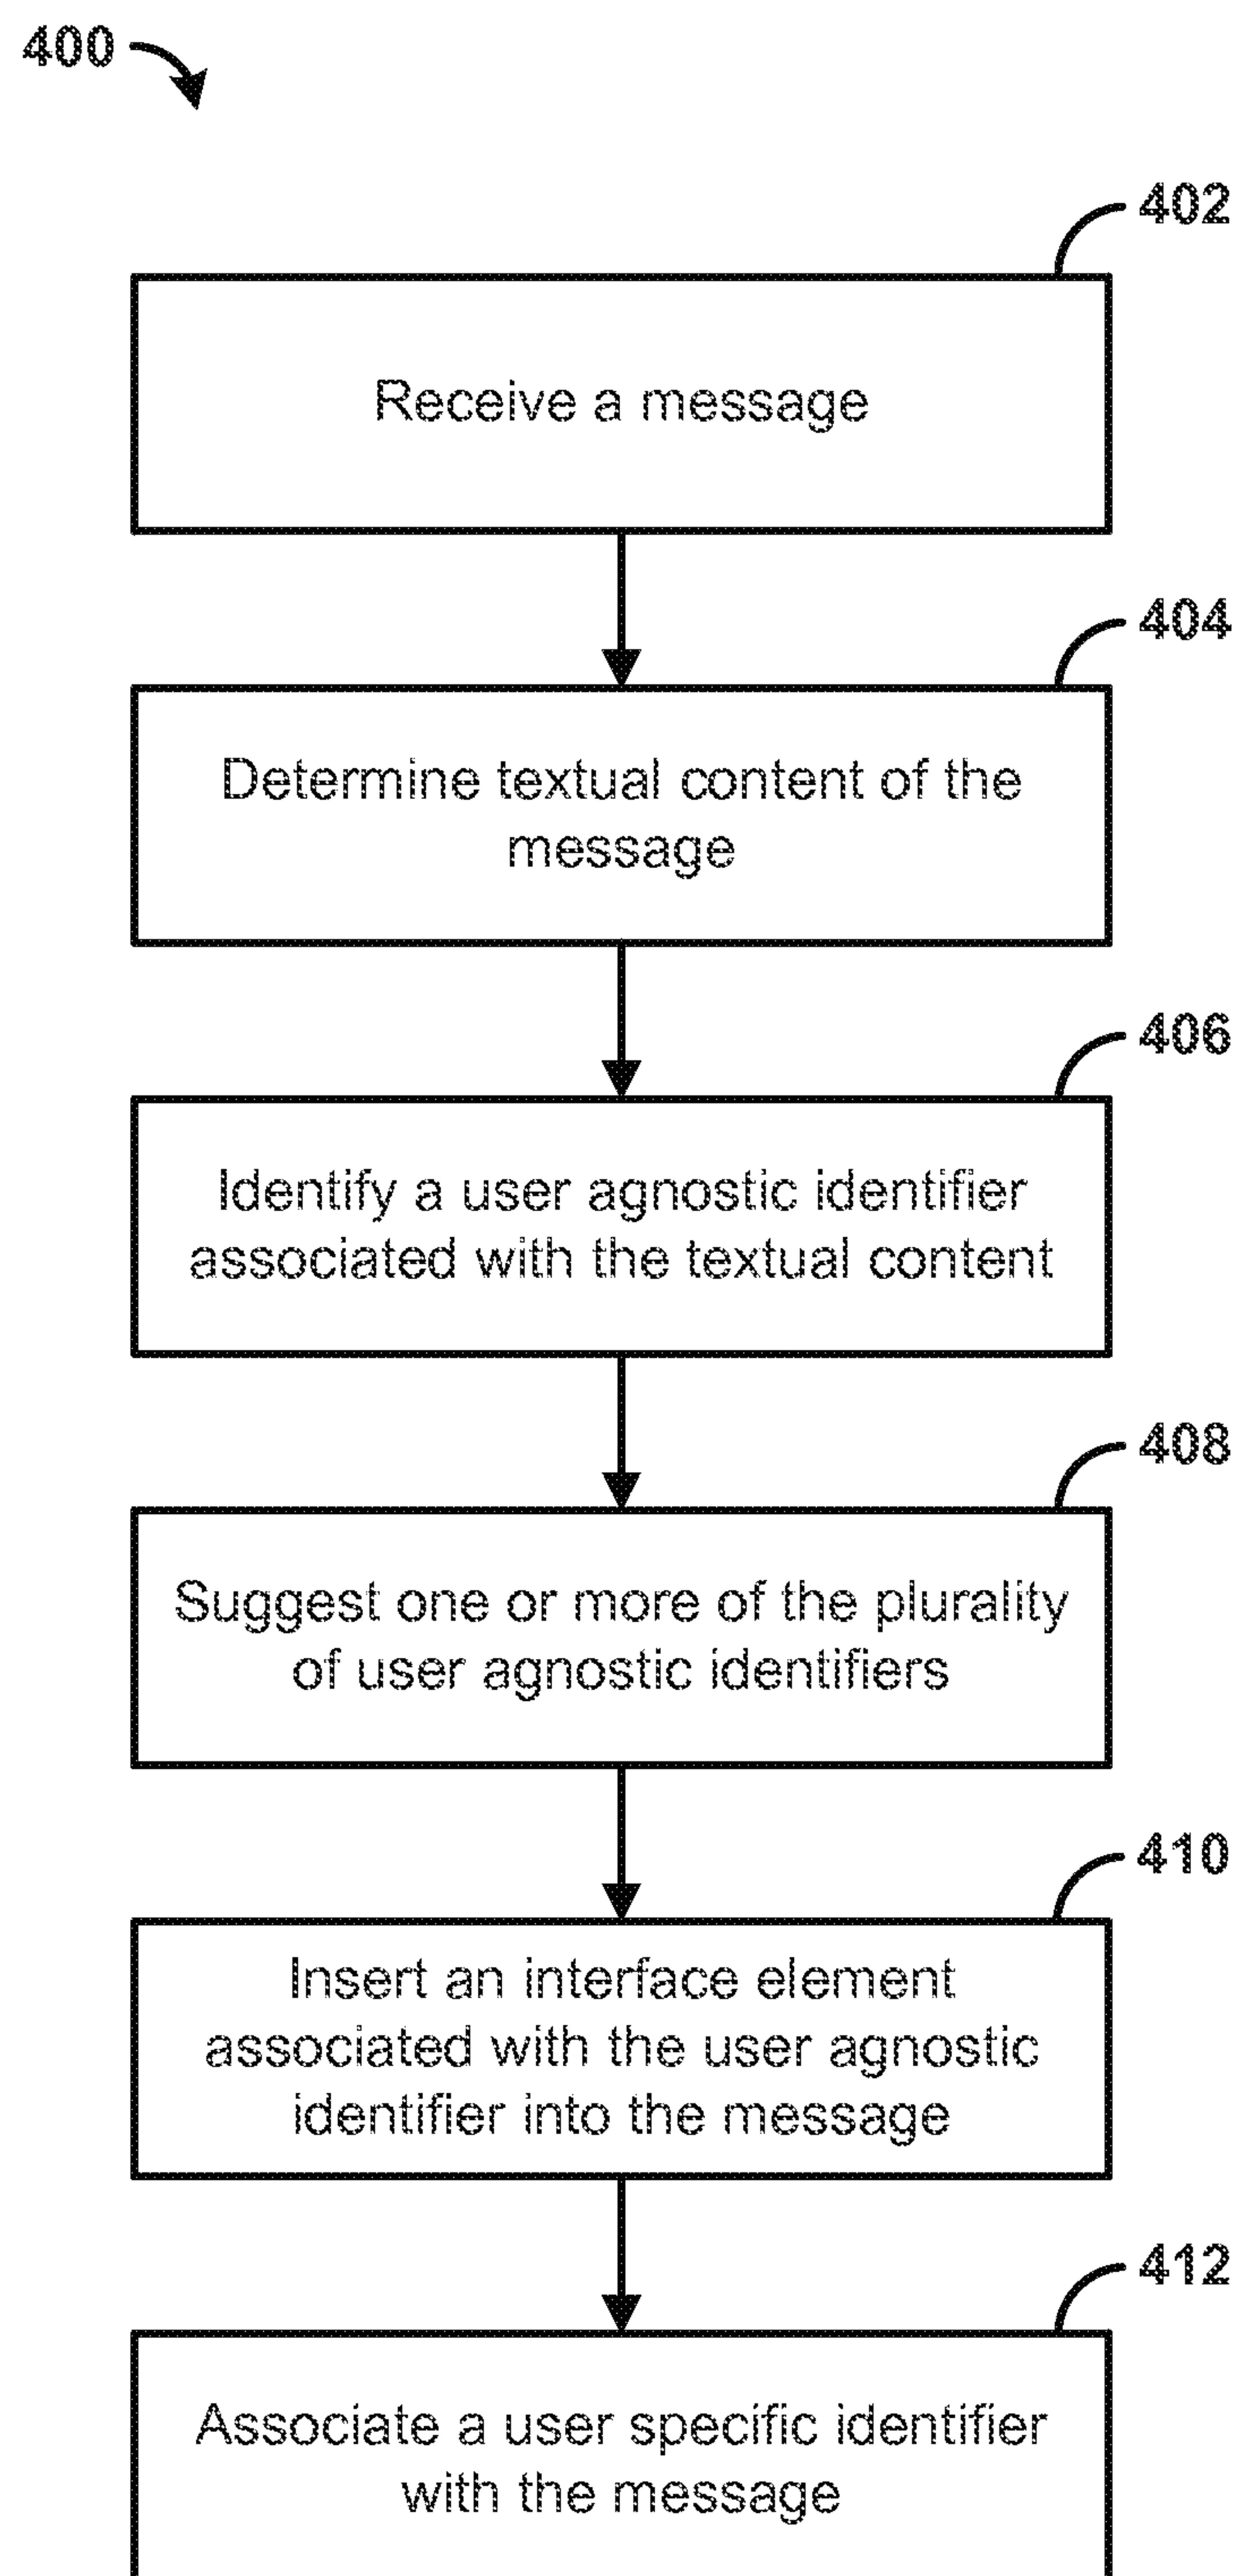 400
402
Receive a message
404
Determine textual content of the
message
406
Identify a user agnostic identifier
associated with the textual content
408
Suggest one or more of the plurality
of user agnostic identifiers
410
Insert an interface element
associated with the user agnostic
identifier into the message
412
Associate a user specific identifier
with the message